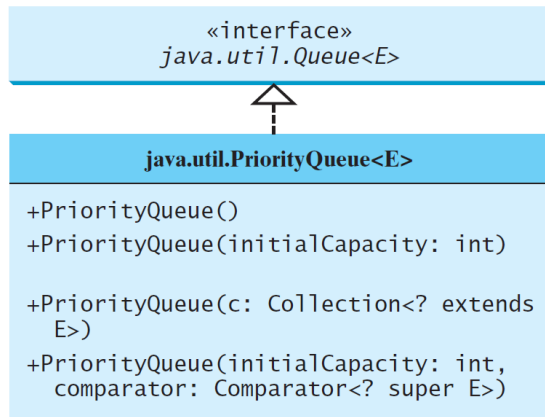 «interface»
java.util.Queue<E>
java.util.PriorityQueue<E>
+PriorityQueue()
+PriorityQueue(initialCapacity: int)
+PriorityQueue(c: Collection<? extends
E>)
+PriorityQueue(initialCapacity: int,
comparator: Comparator<? super E>)